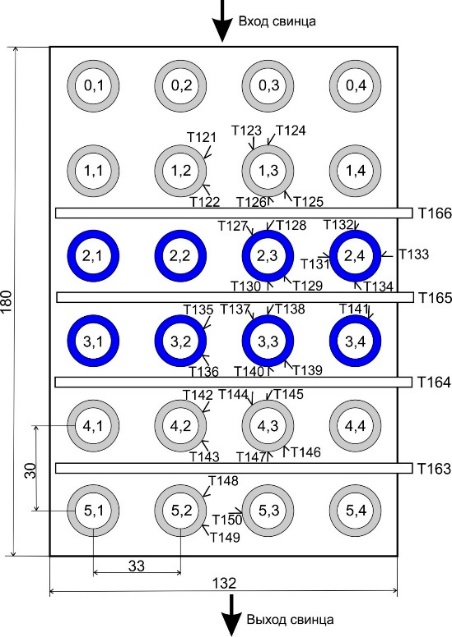 Вход свинца
0,1 0,2 0,3 0,4
T123 T124
T121
1,1 1,2 1,3 1,4
T122 T126 T125
T166
T127 T128 T132
2,1 2,2 2,3 2,4 T133
T131
T130 T129 T134
T165
180
T135 T137 T138 T141
3,1 3,2 3,3 3,4
T136 T140 T139
T164
T142 T144 T145
4,1 4,2 4,3 4,4
T143 T147 T146
30
T163
T148
5,1 5,2 5,3 5,4
T150
T149
33
132
Выход свинца